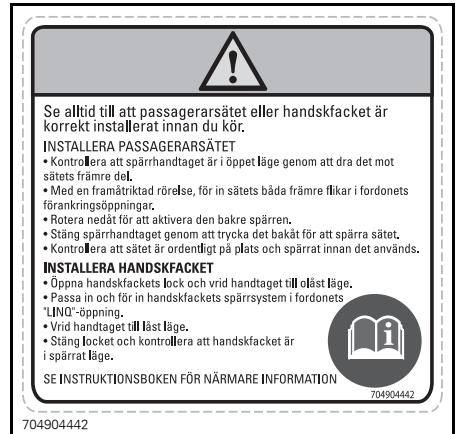 Se alltid till att passagerarsätet eller handskfacket är
korrekt installerat innan du kör.
INSTALLERA PASSAGERARSÄTET
• Kontrollera att spärrhandtaget är i öppet läge genom att dra det mot
sätets främre del.
• Med en framåtriktad rörelse, för in sätets båda främre flikar i fordonets
förankringsöppningar.
• Rotera nedåt för att aktivera den bakre spärren.
• Stäng spärrhandtaget genom att trycka det bakåt för att spärra sätet.
• Kontrollera att sätet är ordentligt på plats och spärrat innan det används.
INSTALLERA HANDSKFACKET
• Öppna handskfackets lock och vrid handtaget till olåst läge.
• Passa in och för in handskfackets spärrsystem i fordonets
"LINQ"-öppning.
• Vrid handtaget till låst läge.
• Stäng locket och kontrollera att handskfacket är
i spärrat läge.
SE INSTRUKTIONSBOKEN FÖR NÄRMARE INFORMATION
704904442
704904442